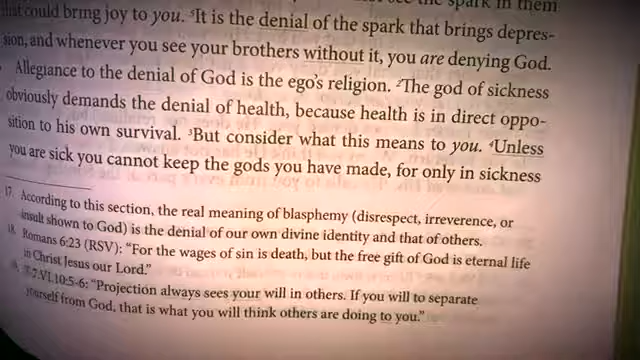 that could bring joy to you. ⁵It is the denial of the spark that brings depres-
sion, and whenever you see your brothers without it, you are denying God.
Allegiance to the denial of God is the ego's religion. ²The god of sickness
obviously demands the denial of health, because health is in direct oppo-
sition to his own survival. ³But consider what this means to you. ⁴Unless
you are sick you cannot keep the gods you have made, for only in sickness
17. According to this section, the real meaning of blasphemy (disrespect, irreverence, or
insult shown to God) is the denial of our own divine identity and that of others.
18. Romans 6:23 (RSV): "For the wages of sin is death, but the free gift of God is eternal life
in Christ Jesus our Lord."
T-7.VI.10:5-6: "Projection always sees your will in others. If you will to separate
yourself from God, that is what you will think others are doing to you."